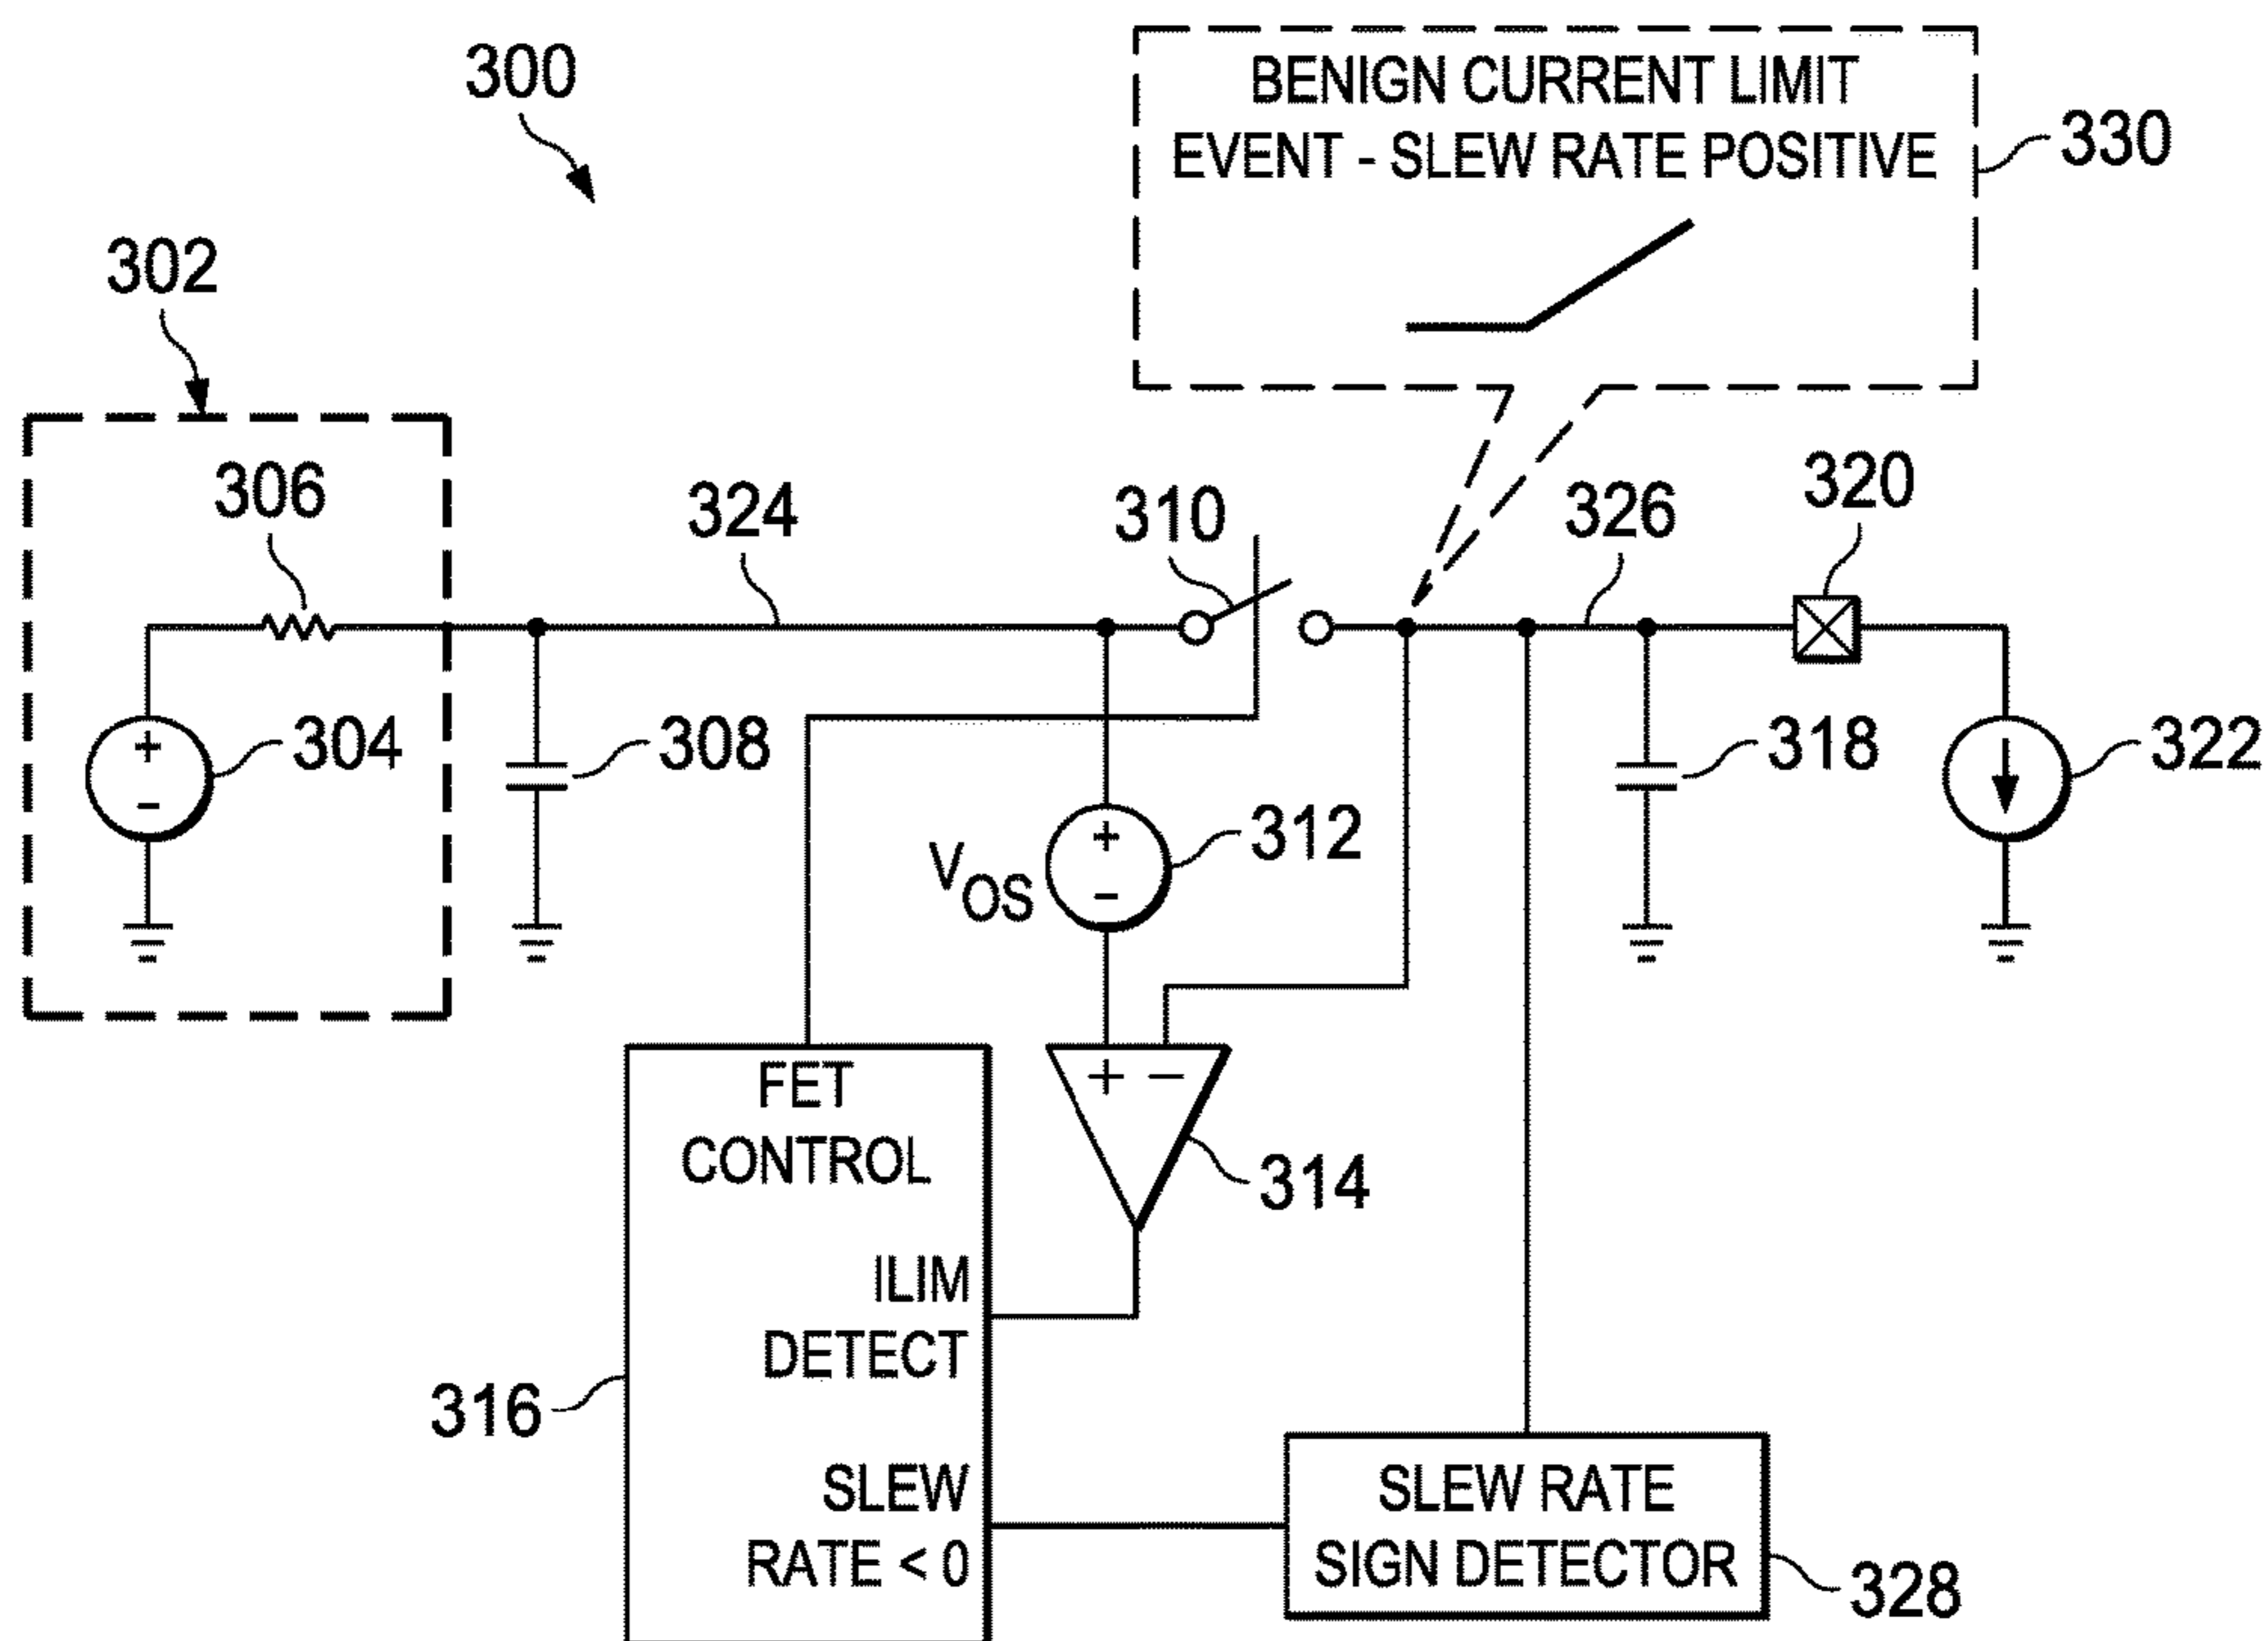 300
BENIGN CURRENT LIMIT
EVENT - SLEW RATE POSITIVE
330
302
306
324
310
326
320
304
308
+
-
VOS
+
-
312
318
322
+ -
314
FET
CONTROL
ILIM
DETECT
316
SLEW
RATE < 0
SLEW RATE
SIGN DETECTOR
328